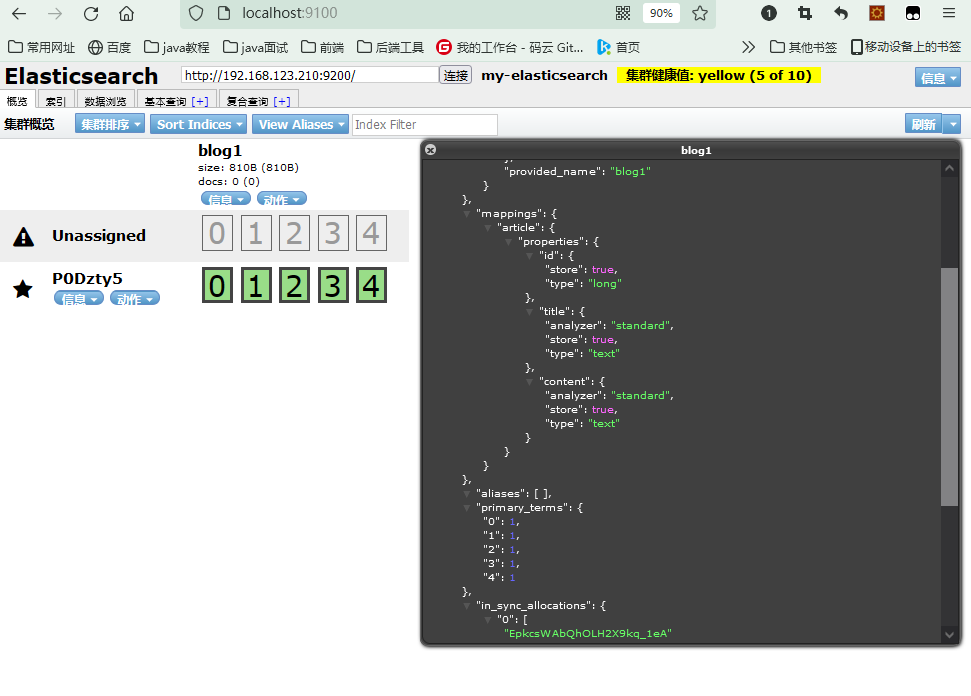 localhost:9100
90%
常用网址 百度 java教程 java面试 前端 后端工具 我的工作台 - 码云 Git... 首页 其他书签 移动设备上的书签
Elasticsearch http://192.168.123.210:9200/ 连接 my-elasticsearch 集群健康值: yellow (5 of 10) 信息
概览 索引 数据浏览 基本查询 [+] 复合查询 [+]
集群概览 集群排序 Sort Indices View Aliases Index Filter 刷新
blog1
size: 810B (810B)
docs: 0 (0)
信息 动作
Unassigned 0 1 2 3 4
P0Dzty5 0 1 2 3 4
信息 动作
blog1
"provided_name": "blog1"
}
},
"mappings": {
"article": {
"properties": {
"id": {
"store": true,
"type": "long"
},
"title": {
"analyzer": "standard",
"store": true,
"type": "text"
},
"content": {
"analyzer": "standard",
"store": true,
"type": "text"
}
}
}
},
"aliases": [ ],
"primary_terms": {
"0": 1,
"1": 1,
"2": 1,
"3": 1,
"4": 1
},
"in_sync_allocations": {
"0": [
"EpkcsWAbQhOLH2X9kq_1eA"